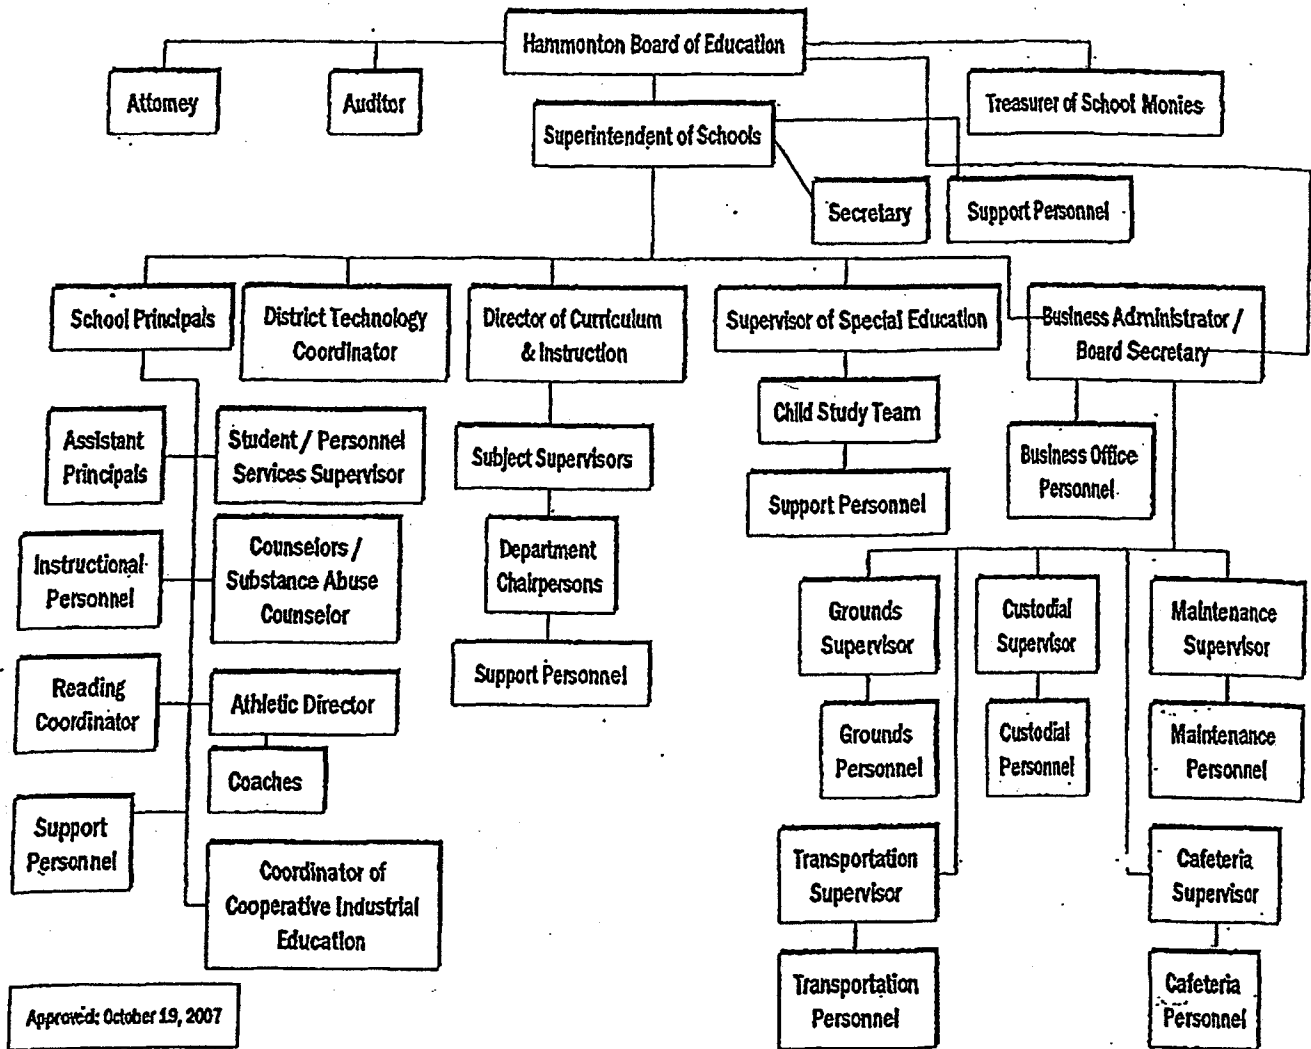 Hammonton Board of Education
Attorney
Auditor
Treasurer of School Monies
Superintendent of Schools
Secretary
Support Personnel
School Principals
District Technology
Coordinator
Director of Curriculum
& Instruction
Supervisor of Special Education
Business Administrator /
Board Secretary
Assistant
Principals
Student / Personnel
Services Supervisor
Subject Supervisors
Child Study Team
Business Office
Personnel
Support Personnel
Instructional
Personnel
Counselors /
Substance Abuse
Counselor
Department
Chairpersons
Grounds
Supervisor
Custodial
Supervisor
Maintenance
Supervisor
Reading
Coordinator
Athletic Director
Support Personnel
Coaches
Grounds
Personnel
Custodial
Personnel
Maintenance
Personnel
Support
Personnel
Coordinator of
Cooperative Industrial
Education
Transportation
Supervisor
Cafeteria
Supervisor
Transportation
Personnel
Cafeteria
Personnel
Approved: October 19, 2007